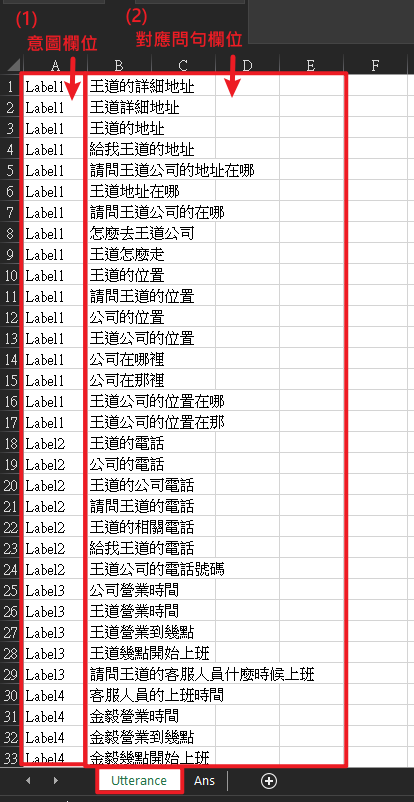 (1)
意圖欄位
(2)
對應問句欄位
A B C D E F
1 Label1 王道的詳細地址
2 Label1 王道詳細地址
3 Label1 王道的地址
4 Label1 給我王道的地址
5 Label1 請問王道公司的地址在哪
6 Label1 王道地址在哪
7 Label1 請問王道公司的在哪
8 Label1 怎麼去王道公司
9 Label1 王道怎麼走
10 Label1 王道的位置
11 Label1 請問王道的位置
12 Label1 公司的位置
13 Label1 王道公司的位置
14 Label1 公司在哪裡
15 Label1 公司在那裡
16 Label1 王道公司的位置在哪
17 Label1 王道公司的位置在那
18 Label2 王道的電話
19 Label2 公司的電話
20 Label2 王道的公司電話
21 Label2 請問王道的電話
22 Label2 王道的相關電話
23 Label2 給我王道的電話
24 Label2 王道公司的電話號碼
25 Label3 公司營業時間
26 Label3 王道營業時間
27 Label3 王道營業到幾點
28 Label3 王道幾點開始上班
29 Label3 請問王道的客服人員什麼時候上班
30 Label4 客服人員的上班時間
31 Label4 金毅營業時間
32 Label4 金毅營業到幾點
33 Label4 金毅幾點開始上班
Utterance Ans